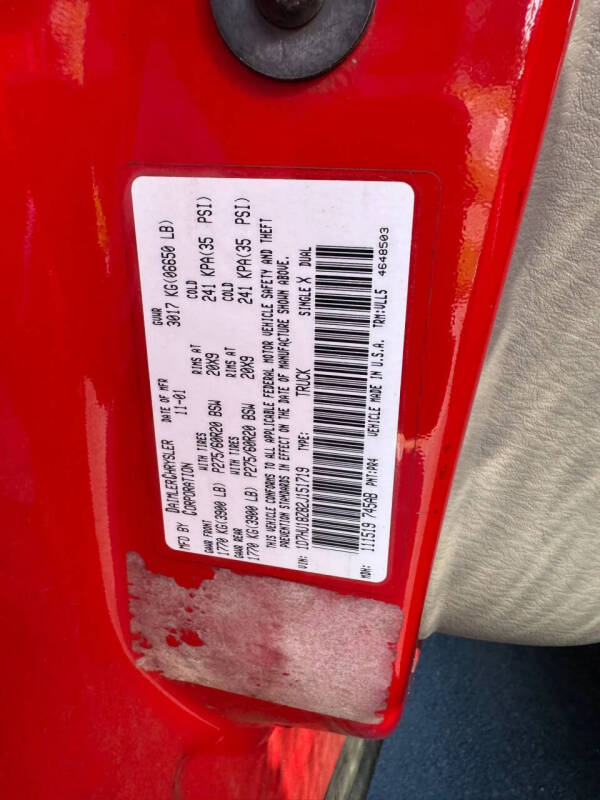 MFD BY DAIMLERCHRYSLER CORPORATION
DATE OF MFR 11-01
GVWR 3017 KG(06650 LB)
GAWR FRONT WITH TIRES RIMS AT COLD
1770 KG(3900 LB) P275/60R20 BSW 20X9 241 KPA(35 PSI)
GAWR REAR WITH TIRES RIMS AT COLD
1770 KG(3900 LB) P275/60R20 BSW 20X9 241 KPA(35 PSI)
THIS VEHICLE CONFORMS TO ALL APPLICABLE FEDERAL MOTOR VEHICLE SAFETY AND THEFT
PREVENTION STANDARDS IN EFFECT ON THE DATE OF MANUFACTURE SHOWN ABOVE.
VIN: 1D7HU18Z82J151719 TYPE: TRUCK SINGLE X DUAL
MDH: 111519 745AB PNT:PR4 VEHICLE MADE IN U.S.A. TRM:VLL5
4648503